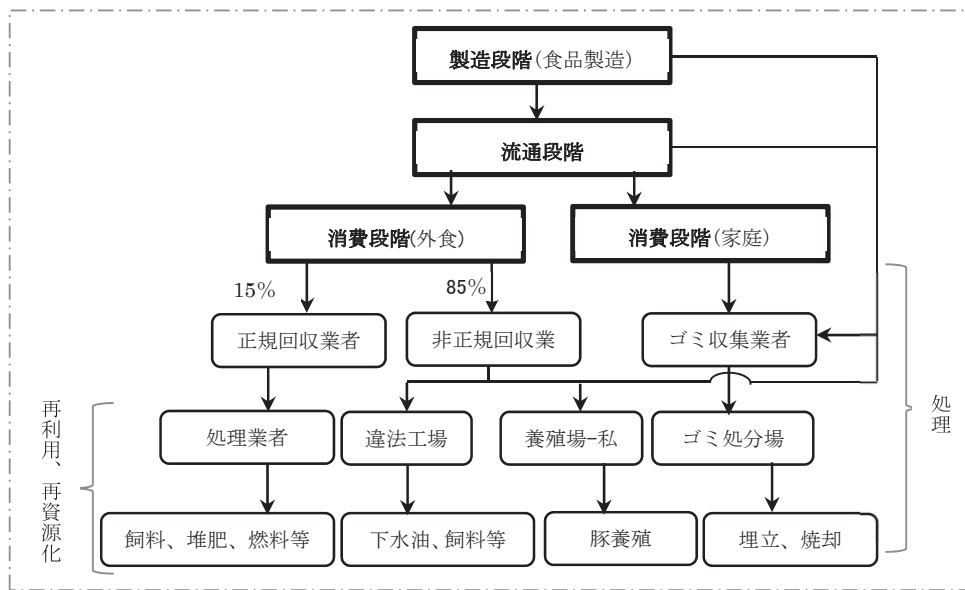 製造段階(食品製造)
流通段階
消費段階(外食)
消費段階(家庭)
15%
85%
正規回収業者
非正規回収業
ゴミ収集業者
再利用、再資源化
処理
処理業者
違法工場
養殖場-私
ゴミ処分場
飼料、堆肥、燃料等
下水油、飼料等
豚養殖
埋立、焼却